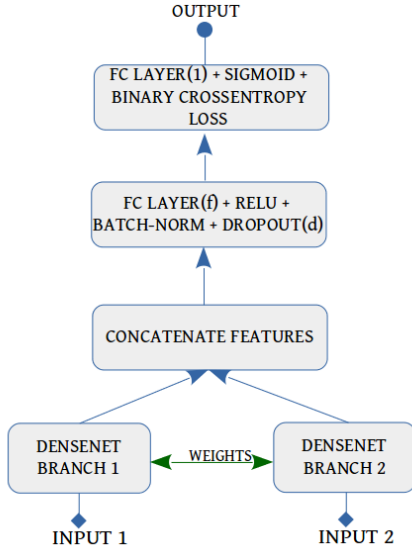 OUTPUT
FC LAYER(1) + SIGMOID +
BINARY CROSSENTROPY
LOSS
FC LAYER(f) + RELU +
BATCH-NORM + DROPOUT(d)
CONCATENATE FEATURES
DENSENET
BRANCH 1
WEIGHTS
DENSENET
BRANCH 2
INPUT 1
INPUT 2